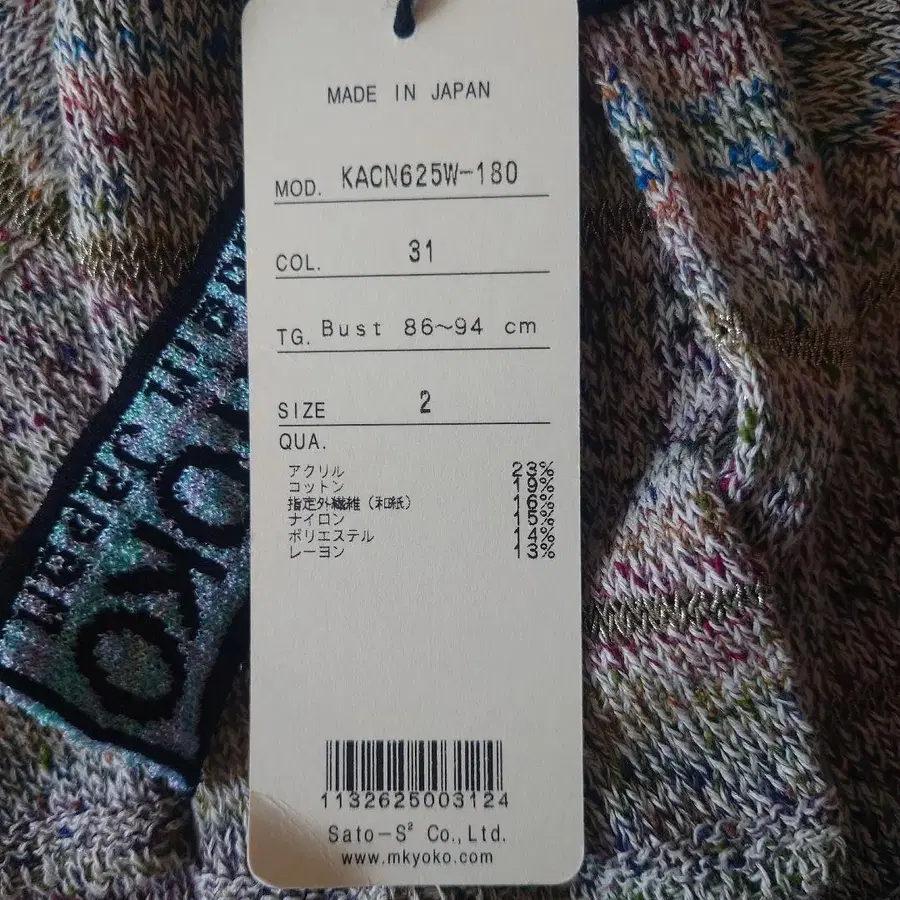 MADE IN JAPAN
MOD. KACN625W-180
COL. 31
TG. Bust 86~94 cm
SIZE 2
QUA.
アクリル 23%
コットン 19%
指定外繊維（和紙） 16%
ナイロン 15%
ポリエステル 14%
レーヨン 13%
1132625003124
Sato-S² Co.,Ltd.
www.mkyoko.com